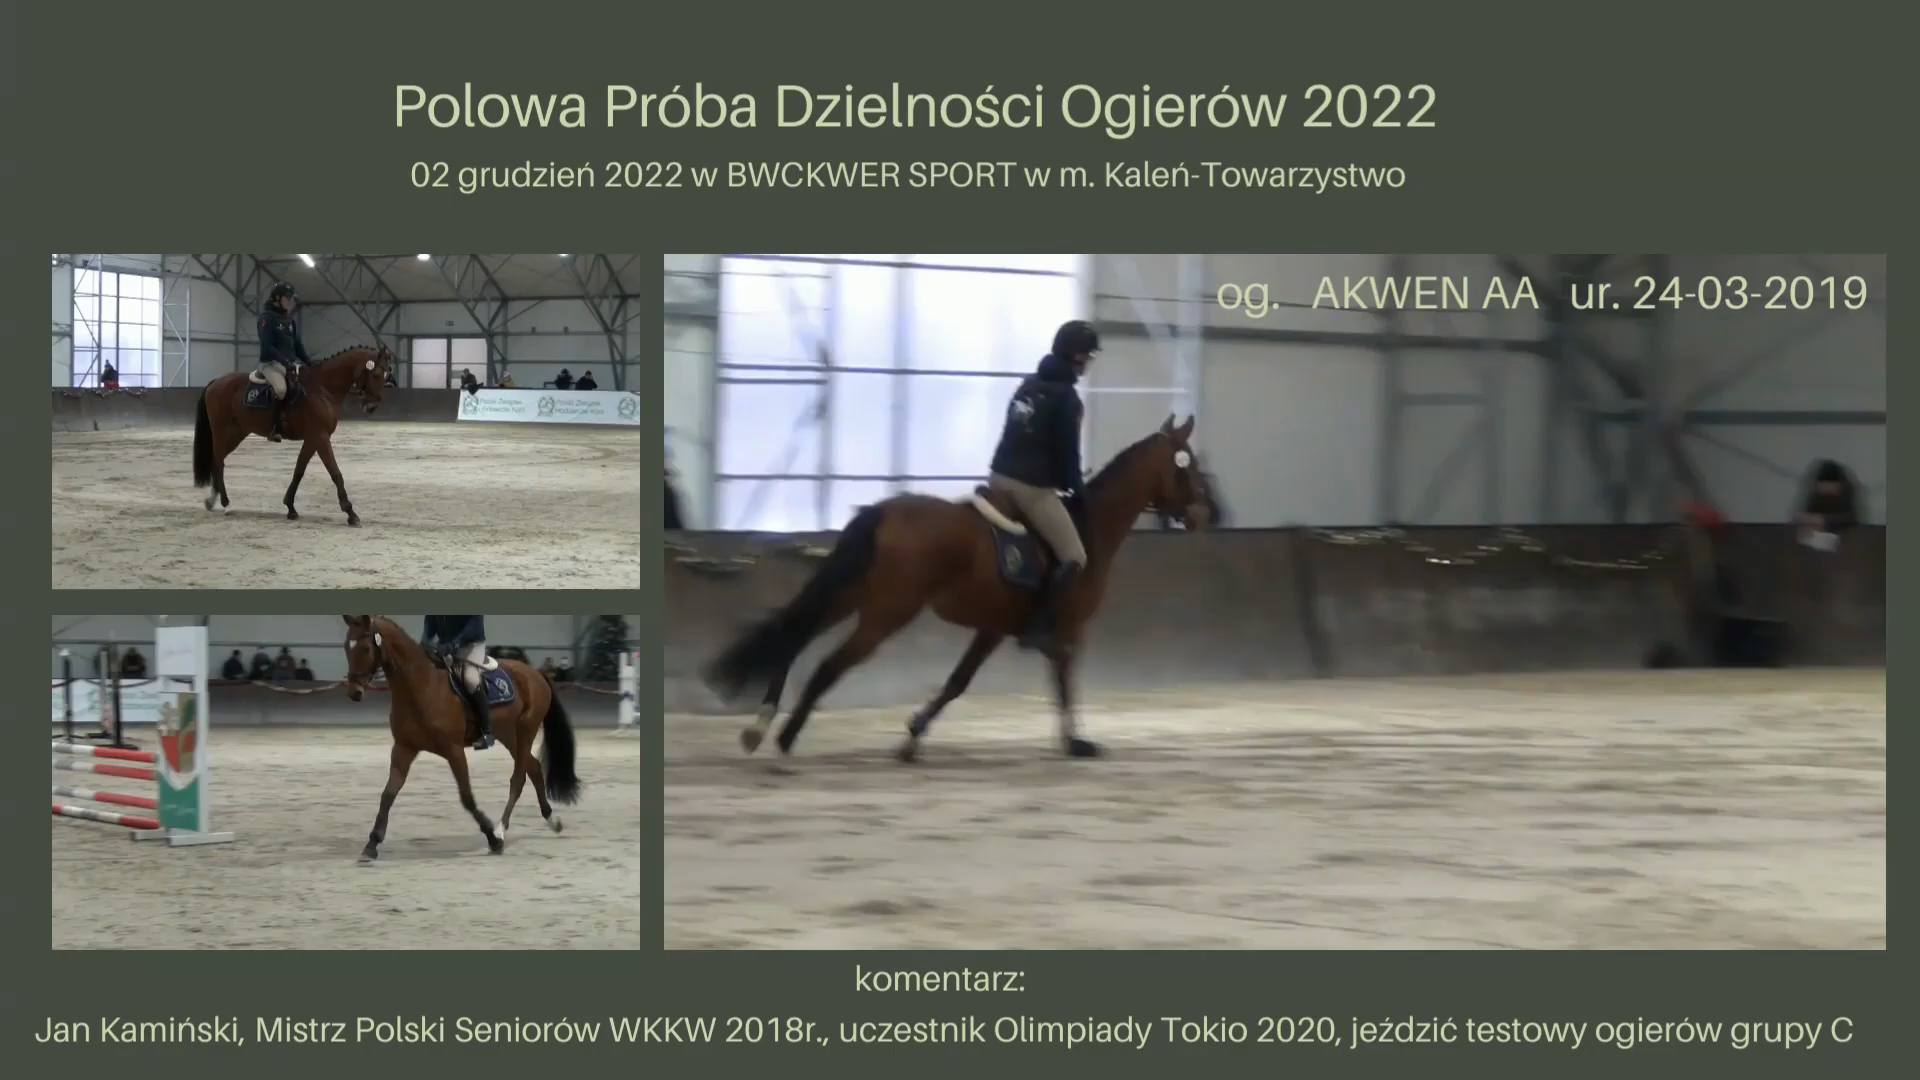 Polowa Próba Dzielności Ogierów 2022
02 grudzień 2022 w BWCKWER SPORT w m. Kaleń-Towarzystwo
og. AKWEN AA ur. 24-03-2019
komentarz:
Jan Kamiński, Mistrz Polski Seniorów WKKW 2018r., uczestnik Olimpiady Tokio 2020, jeździć testowy ogierów grupy C